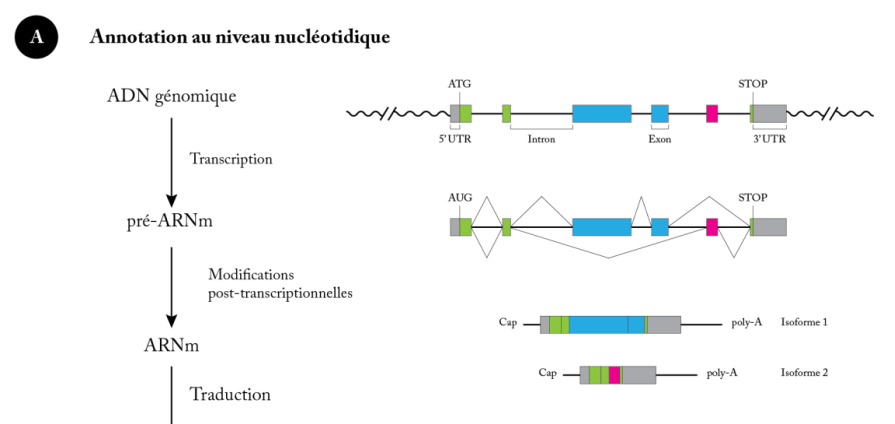 A
Annotation au niveau nucléotidique
ADN génomique
ATG
STOP
5' UTR
Intron
Exon
3' UTR
Transcription
pré-ARNm
AUG
STOP
Modifications
post-transcriptionnelles
Cap
poly-A
Isoforme 1
ARNm
Cap
poly-A
Isoforme 2
Traduction